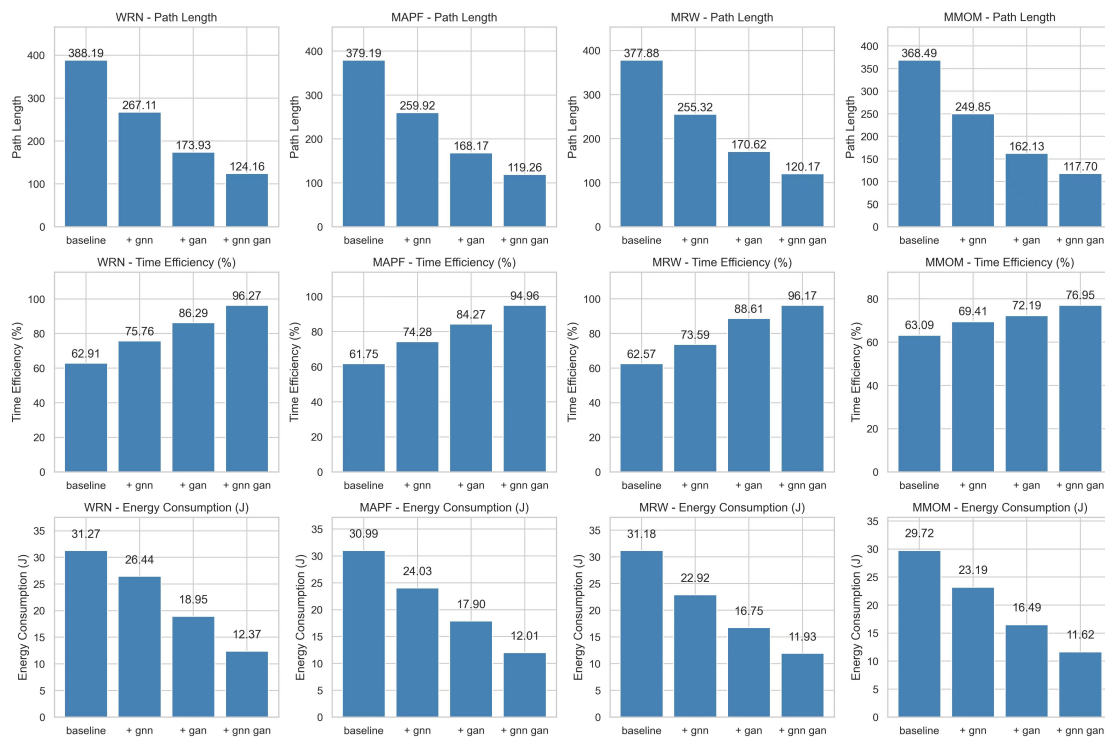 WRN - Path Length
Path Length
400
300
200
100
0
388.19
267.11
173.93
124.16
baseline
+ gnn
+ gan
+ gnn gan
MAPF - Path Length
Path Length
400
300
200
100
0
379.19
259.92
168.17
119.26
baseline
+ gnn
+ gan
+ gnn gan
MRW - Path Length
Path Length
400
300
200
100
0
377.88
255.32
170.62
120.17
baseline
+ gnn
+ gan
+ gnn gan
MMOM - Path Length
Path Length
400
350
300
250
200
150
100
50
0
368.49
249.85
162.13
117.70
baseline
+ gnn
+ gan
+ gnn gan
WRN - Time Efficiency (%)
Time Efficiency (%)
100
80
60
40
20
0
62.91
75.76
86.29
96.27
baseline
+ gnn
+ gan
+ gnn gan
MAPF - Time Efficiency (%)
Time Efficiency (%)
100
80
60
40
20
0
61.75
74.28
84.27
94.96
baseline
+ gnn
+ gan
+ gnn gan
MRW - Time Efficiency (%)
Time Efficiency (%)
100
80
60
40
20
0
62.57
73.59
88.61
96.17
baseline
+ gnn
+ gan
+ gnn gan
MMOM - Time Efficiency (%)
Time Efficiency (%)
80
60
40
20
0
63.09
69.41
72.19
76.95
baseline
+ gnn
+ gan
+ gnn gan
WRN - Energy Consumption (J)
Energy Consumption (J)
35
30
25
20
15
10
5
0
31.27
26.44
18.95
12.37
baseline
+ gnn
+ gan
+ gnn gan
MAPF - Energy Consumption (J)
Energy Consumption (J)
35
30
25
20
15
10
5
0
30.99
24.03
17.90
12.01
baseline
+ gnn
+ gan
+ gnn gan
MRW - Energy Consumption (J)
Energy Consumption (J)
35
30
25
20
15
10
5
0
31.18
22.92
16.75
11.93
baseline
+ gnn
+ gan
+ gnn gan
MMOM - Energy Consumption (J)
Energy Consumption (J)
35
30
25
20
15
10
5
0
29.72
23.19
16.49
11.62
baseline
+ gnn
+ gan
+ gnn gan